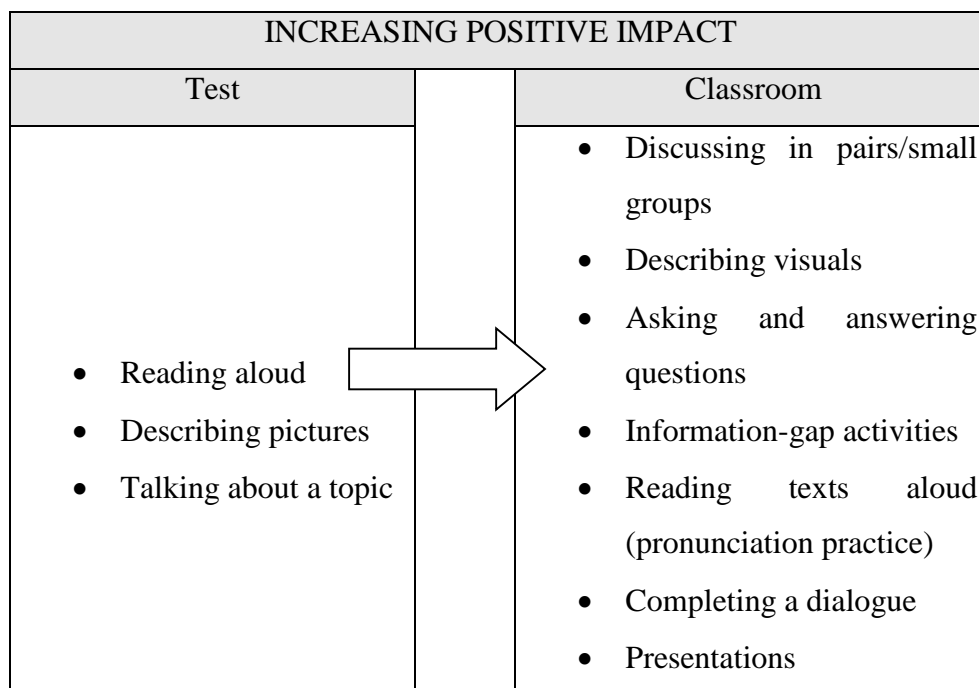 INCREASING POSITIVE IMPACT
Test
Classroom
• Reading aloud
• Describing pictures
• Talking about a topic
• Discussing in pairs/small
groups
• Describing visuals
• Asking and answering
questions
• Information-gap activities
• Reading texts aloud
(pronunciation practice)
• Completing a dialogue
• Presentations